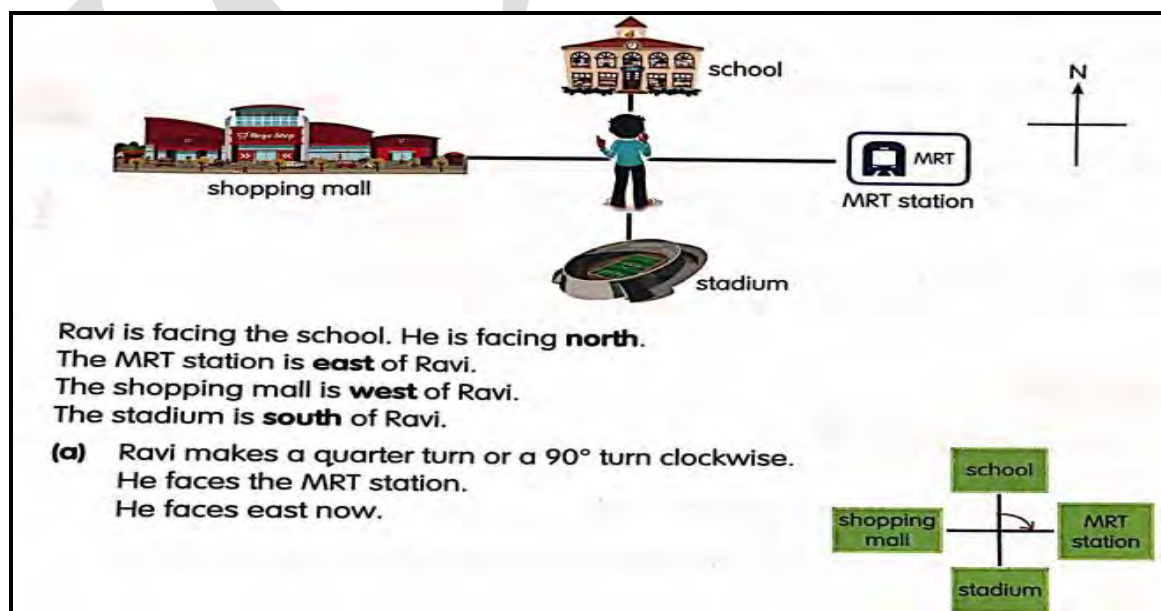 school
N
Mega Shop
MRT
shopping mall
MRT station
stadium
Ravi is facing the school. He is facing north.
The MRT station is east of Ravi.
The shopping mall is west of Ravi.
The stadium is south of Ravi.
(a) Ravi makes a quarter turn or a 90° turn clockwise.
He faces the MRT station.
He faces east now.
school
shopping
mall
MRT
station
stadium